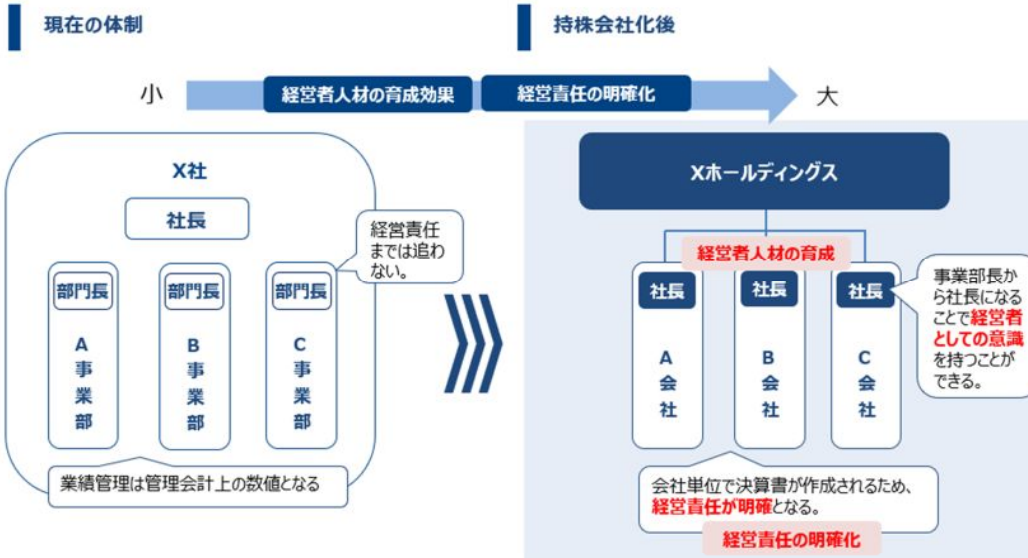 現在の体制
持株会社化後
小
経営者人材の育成効果
経営責任の明確化
大
X社
社長
経営責任
までは追わ
ない。
部門長
部門長
部門長
A事業部
B事業部
C事業部
業績管理は管理会計上の数値となる
Xホールディングス
経営者人材の育成
社長
社長
社長
A会社
B会社
C会社
事業部長か
ら社長になる
ことで経営者
としての意識
を持つことが
できる。
会社単位で決算書が作成されるため、
経営責任が明確となる。
経営責任の明確化